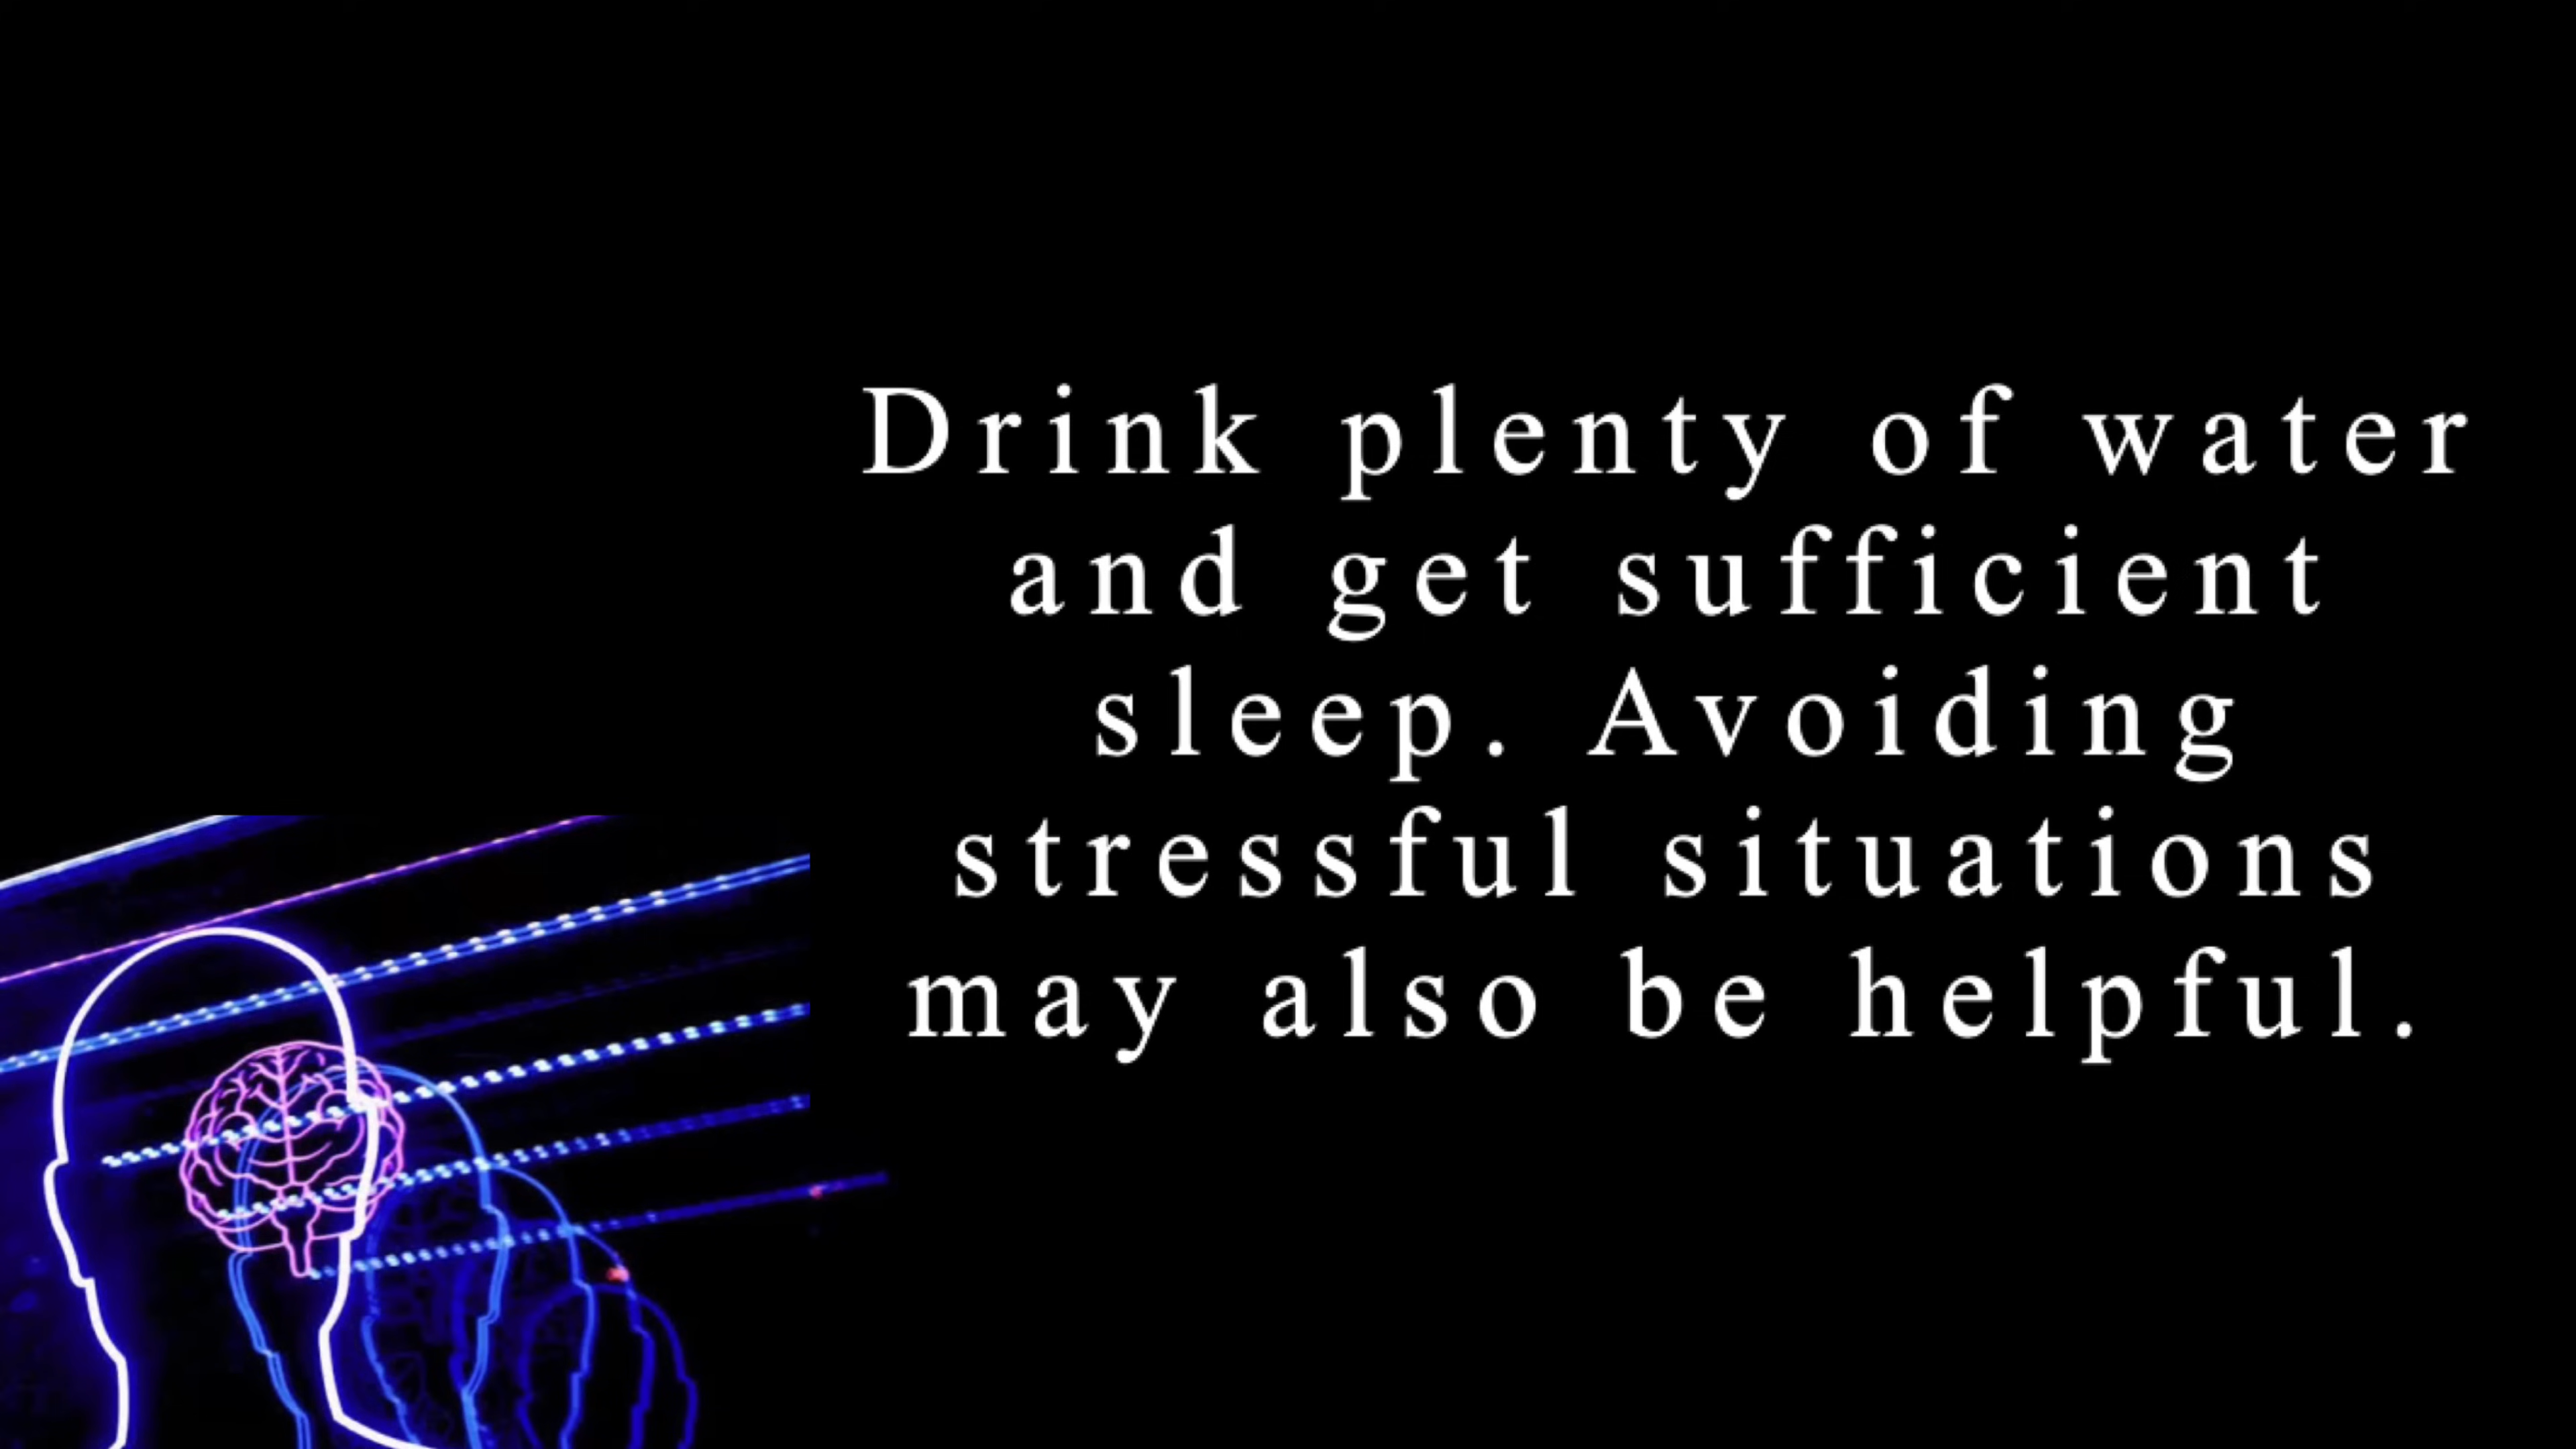 Drink plenty of water
and get sufficient
sleep. Avoiding
stressful situations
may also be helpful.